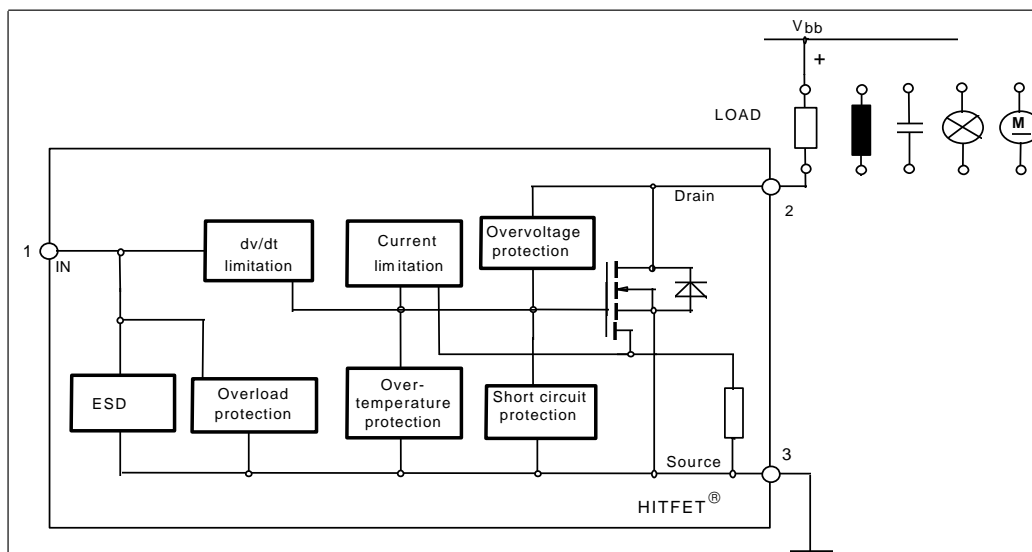 Vbb
+
LOAD
M
Drain
2
1
IN
dv/dt
limitation
Current
limitation
Overvoltage
protection
ESD
Overload
protection
Over-
temperature
protection
Short circuit
protection
Source
3
HITFET®